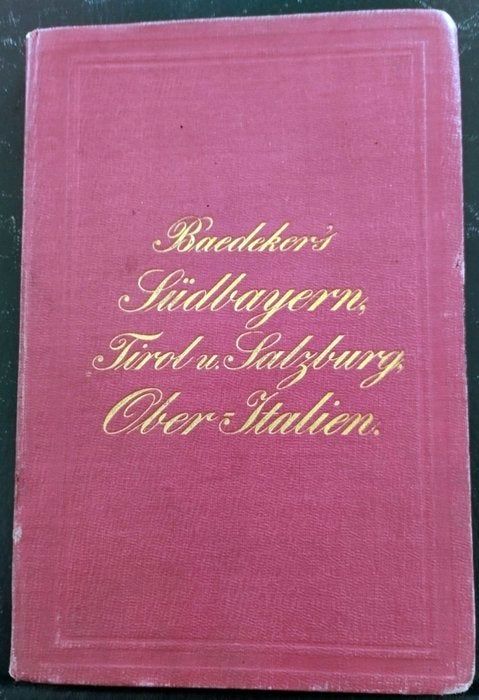 Baedeker's
Südbayern,
Tirol u. Salzburg,
Ober-Italien.